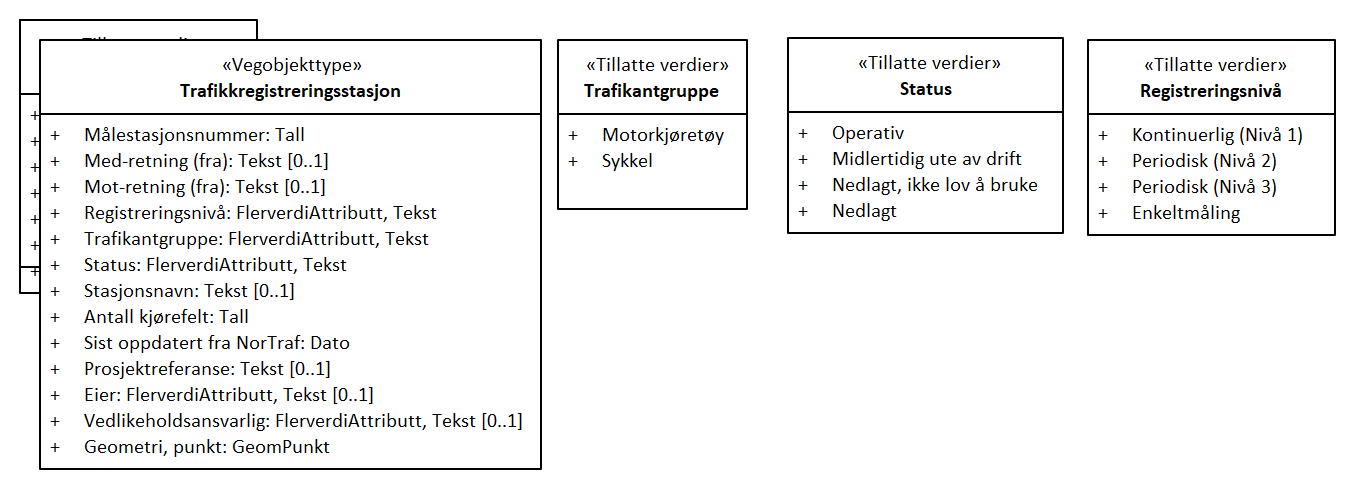 «Vegobjekttype»
Trafikkregistreringsstasjon
+ Målestasjonsnummer: Tall
+ Med-retning (fra): Tekst [0..1]
+ Mot-retning (fra): Tekst [0..1]
+ Registreringsnivå: FlerverdiAttributt, Tekst
+ Trafikantgruppe: FlerverdiAttributt, Tekst
+ Status: FlerverdiAttributt, Tekst
+ Stasjonsnavn: Tekst [0..1]
+ Antall kjørefelt: Tall
+ Sist oppdatert fra NorTraf: Dato
+ Prosjektreferanse: Tekst [0..1]
+ Eier: FlerverdiAttributt, Tekst [0..1]
+ Vedlikeholdsansvarlig: FlerverdiAttributt, Tekst [0..1]
+ Geometri, punkt: GeomPunkt
«Tillatte verdier»
Trafikantgruppe
+ Motorkjøretøy
+ Sykkel
«Tillatte verdier»
Status
+ Operativ
+ Midlertidig ute av drift
+ Nedlagt, ikke lov å bruke
+ Nedlagt
«Tillatte verdier»
Registreringsnivå
+ Kontinuerlig (Nivå 1)
+ Periodisk (Nivå 2)
+ Periodisk (Nivå 3)
+ Enkeltmåling